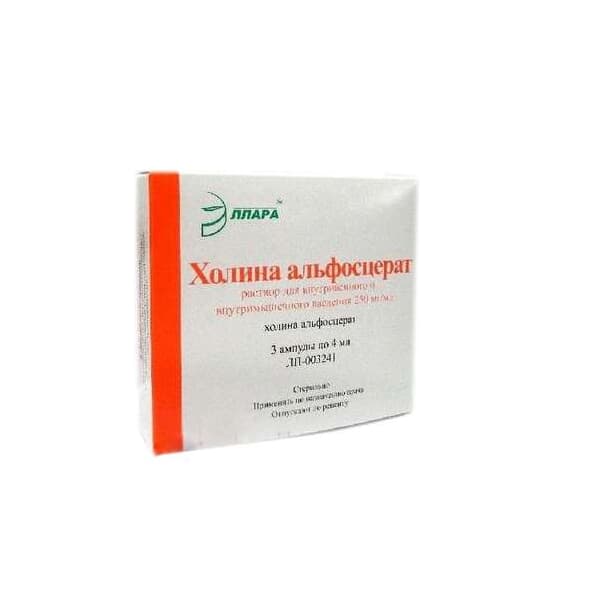 ЭЛЛАРА™
Холина альфосцерат
раствор для внутривенного и
внутримышечного введения 250 мг/мл
холина альфосцерат
3 ампулы по 4 мл
ЛП-003241
Стерильно
Применять по назначению врача
Отпускают по рецепту